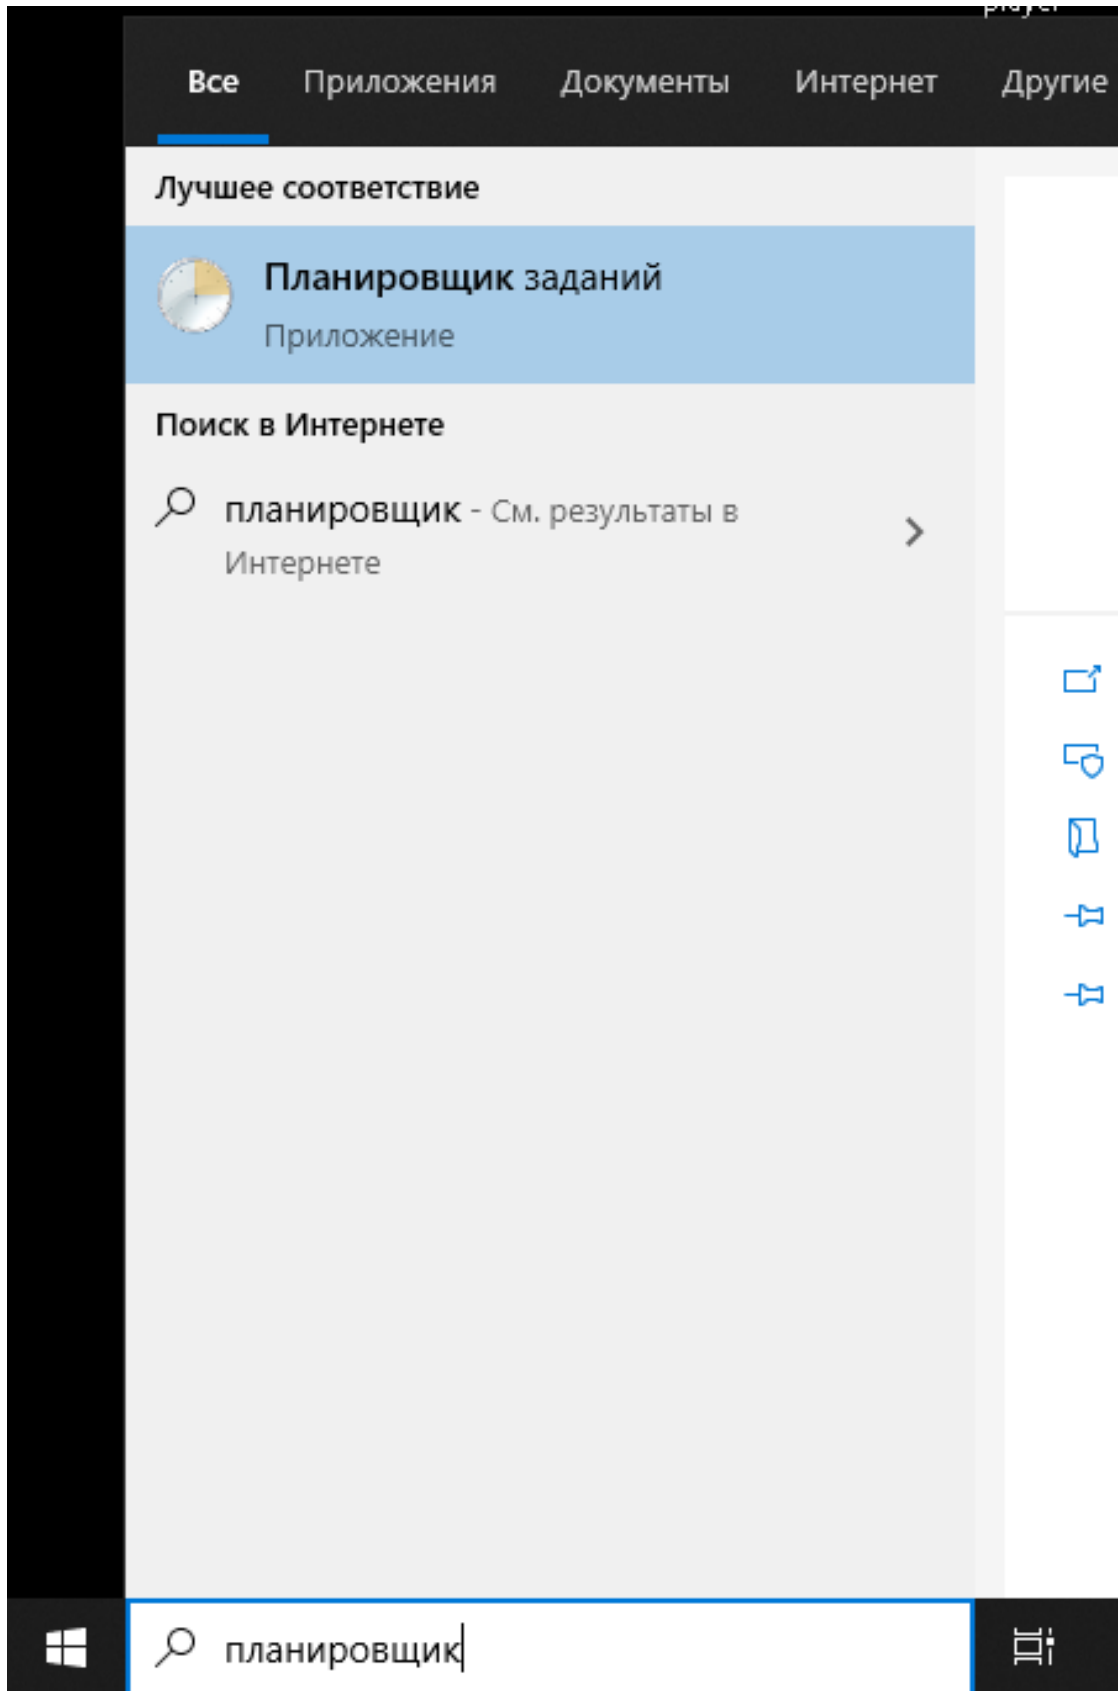 Все Приложения Документы Интернет Другие
Лучшее соответствие
Планировщик заданий
Приложение
Поиск в Интернете
планировщик - См. результаты в
Интернете
планировщик